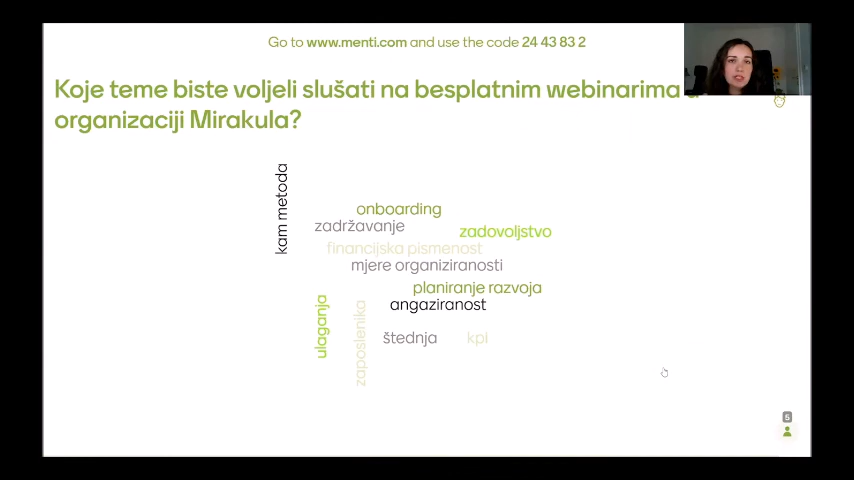 Go to www.menti.com and use the code 24 43 83 2
Koje teme biste voljeli slušati na besplatnim webinarima u
organizaciji Mirakula?
kam metoda
onboarding
zadržavanje
zadovoljstvo
financijska pismenost
mjere organiziranosti
planiranje razvoja
angaziranost
ulaganja
zaposlenika
štednja
kpi
5